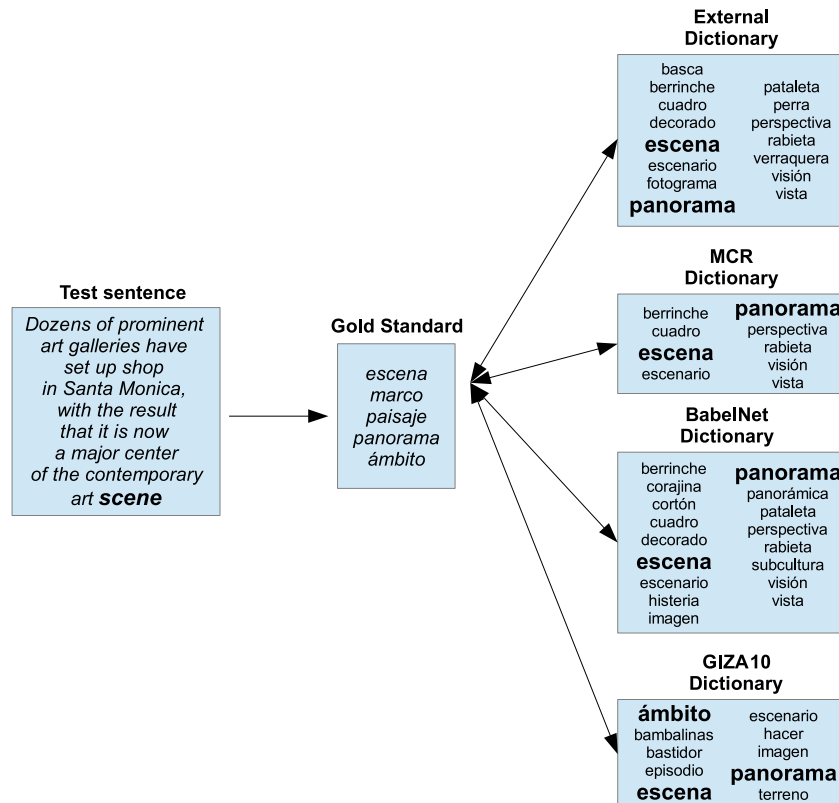 Test sentence
Dozens of prominent
art galleries have
set up shop
in Santa Monica,
with the result
that it is now
a major center
of the contemporary
art scene
Gold Standard
escena
marco
paisaje
panorama
ámbito
External
Dictionary
basca
berrinche
cuadro
decorado
escena
escenario
fotograma
panorama
pataleta
perra
perspectiva
rabieta
verraquera
visión
vista
MCR
Dictionary
berrinche
cuadro
escena
escenario
panorama
perspectiva
rabieta
visión
vista
BabelNet
Dictionary
berrinche
corajina
cortón
cuadro
decorado
escena
escenario
histeria
imagen
panorama
panorámica
pataleta
perspectiva
rabieta
subcultura
visión
vista
GIZA10
Dictionary
ámbito
bambalinas
bastidor
episodio
escena
escenario
hacer
imagen
panorama
terreno